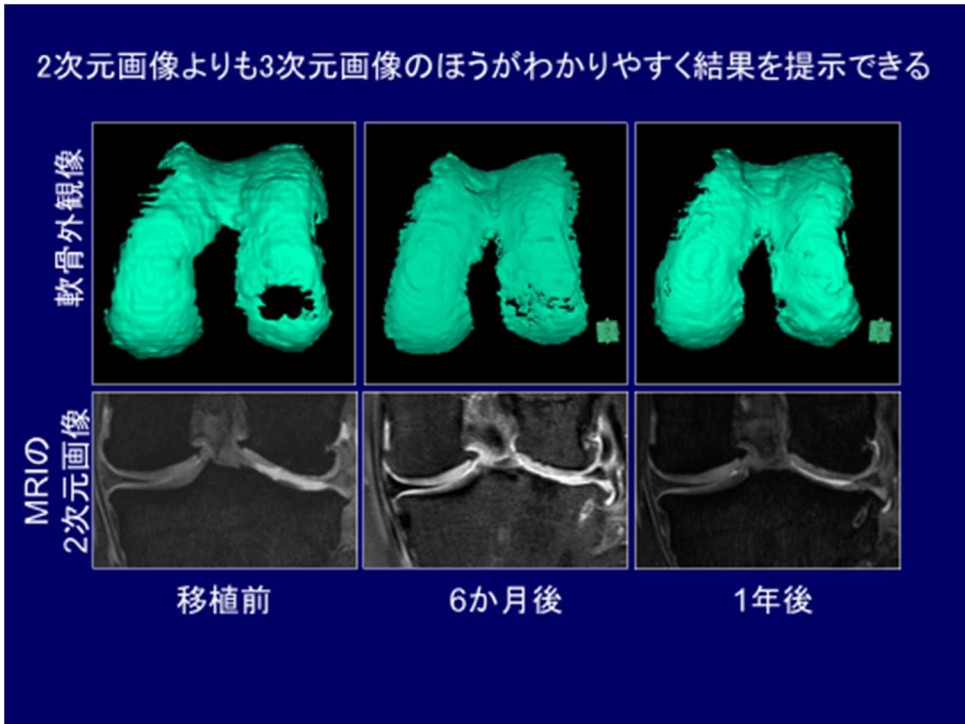 2次元画像よりも3次元画像のほうがわかりやすく結果を提示できる
軟骨外観像
MRIの
2次元画像
移植前
6か月後
1年後